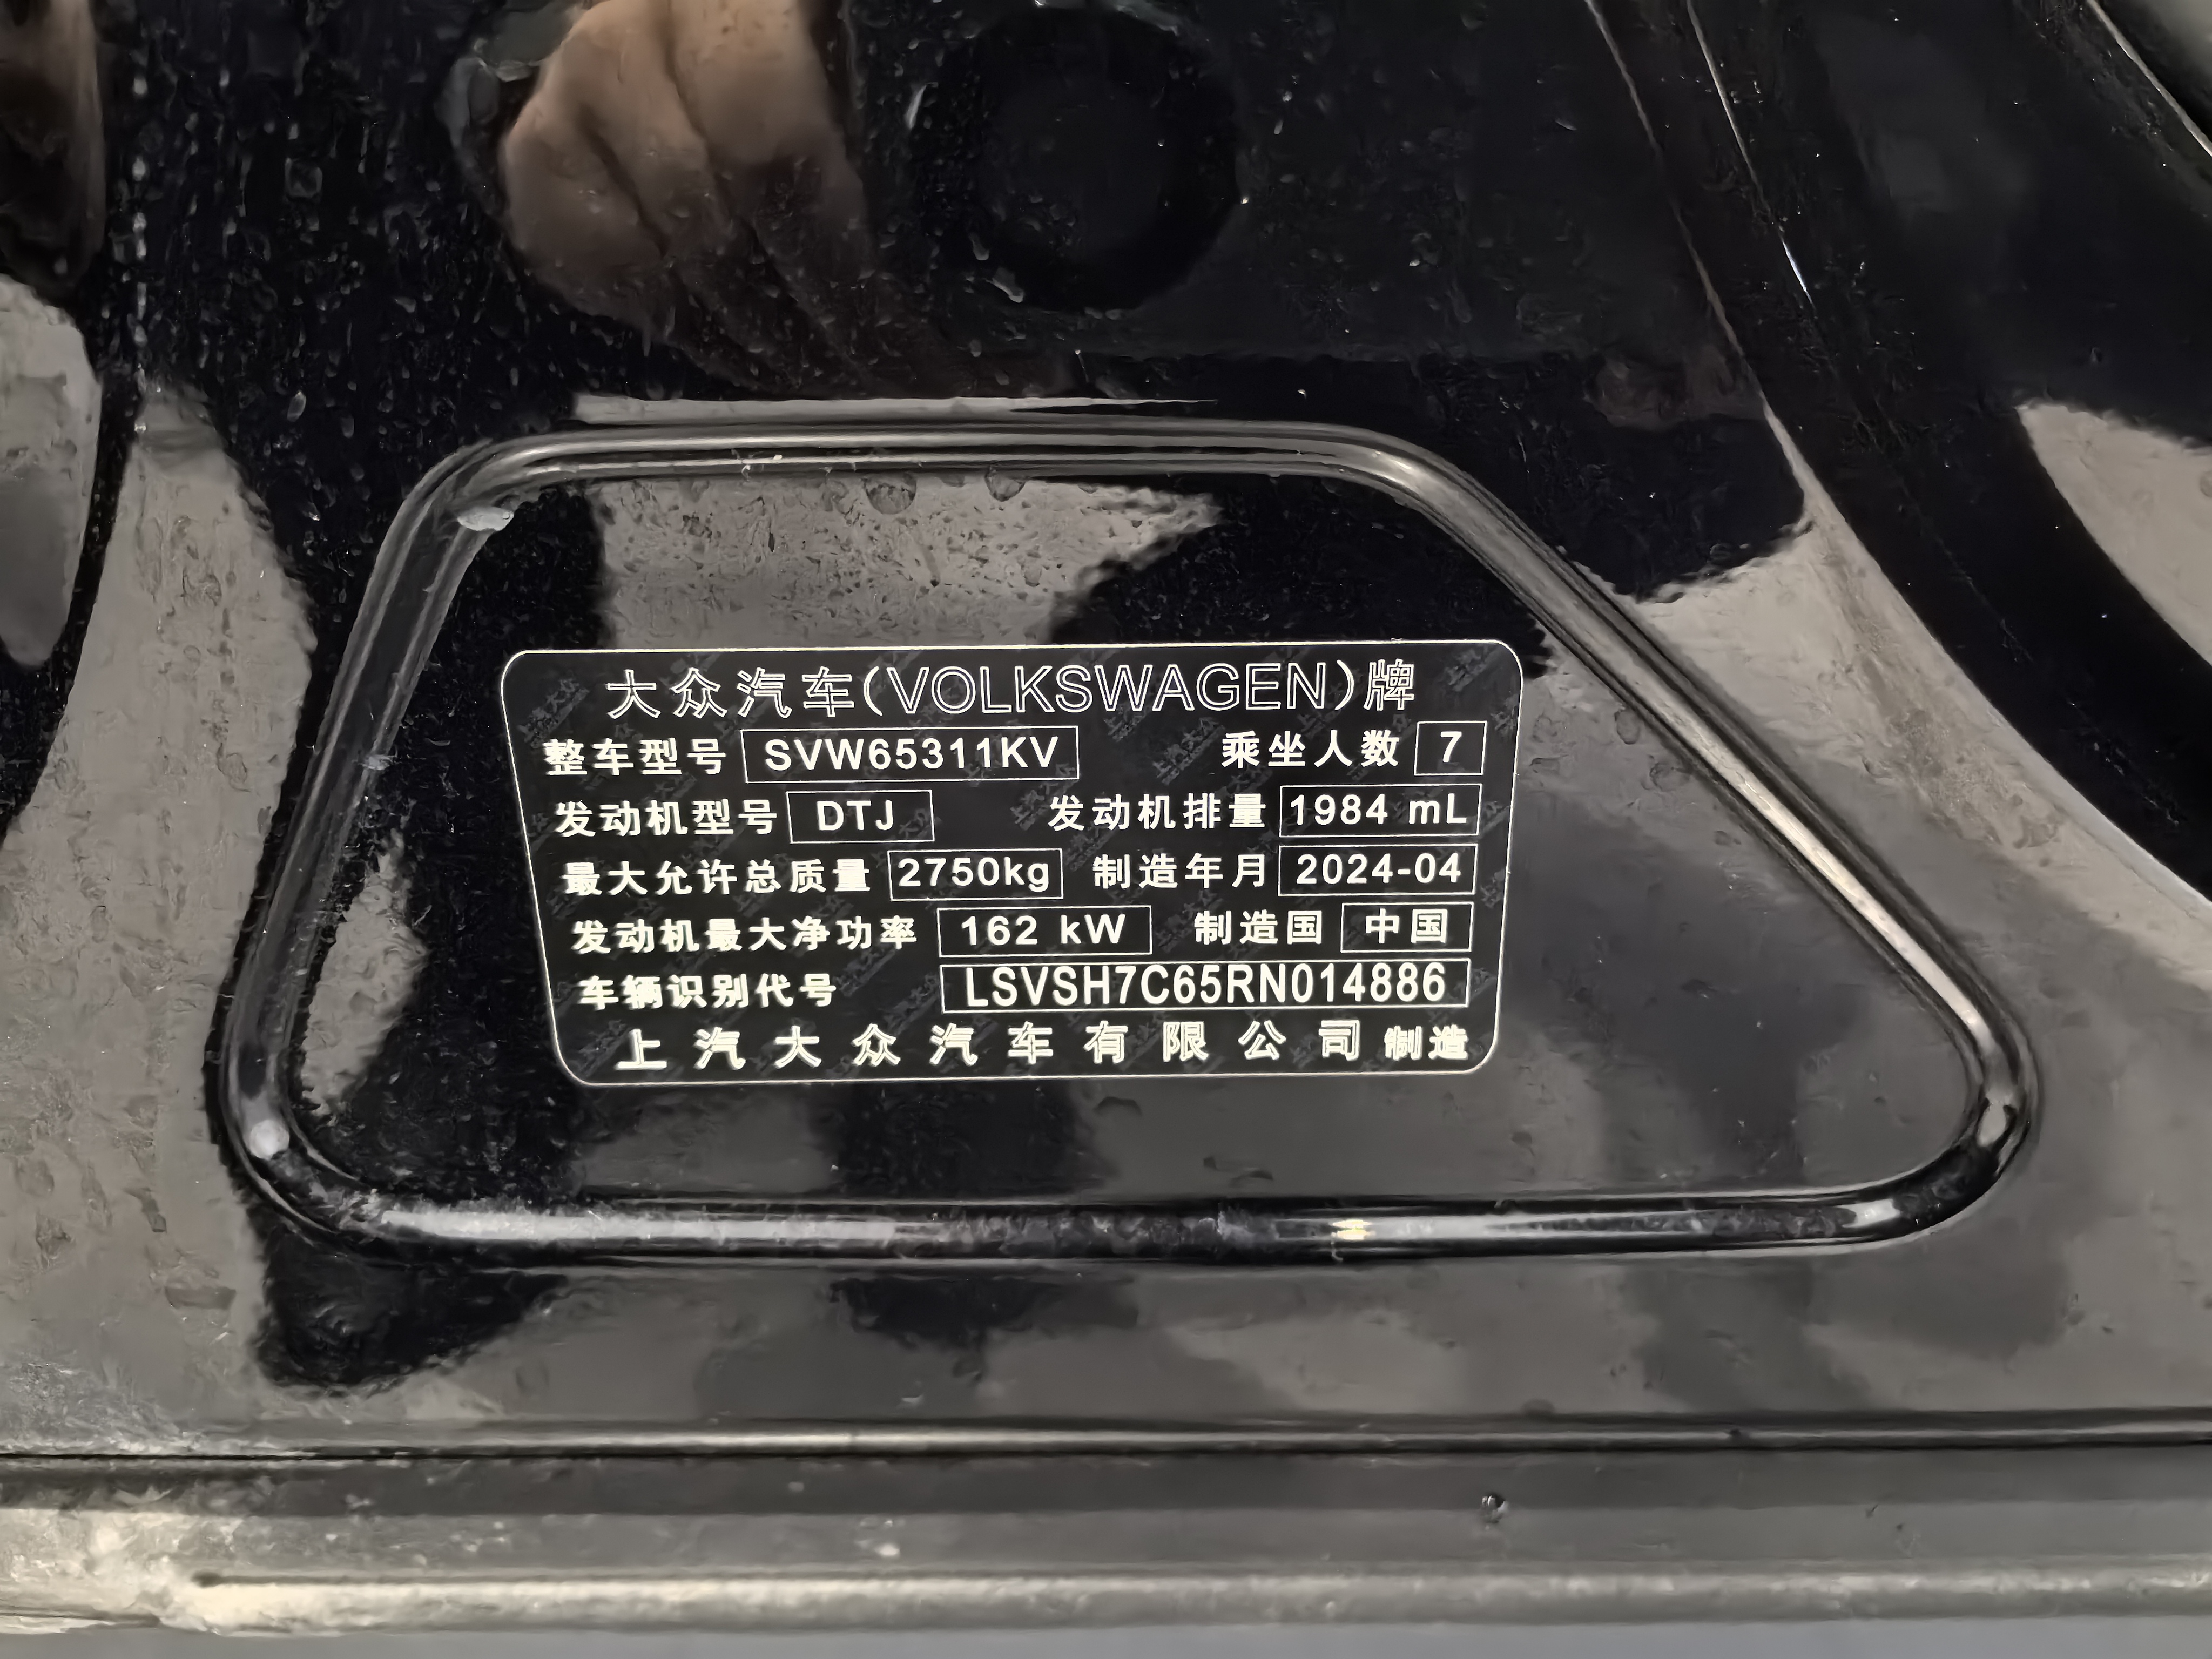 大众汽车(VOLKSWAGEN)牌
整车型号 SVW65311KV 乘坐人数 7
发动机型号 DTJ 发动机排量 1984 mL
最大允许总质量 2750kg 制造年月 2024-04
发动机最大净功率 162 kW 制造国 中国
车辆识别代号 LSVSH7C65RN014886
上汽大众汽车有限公司 制造